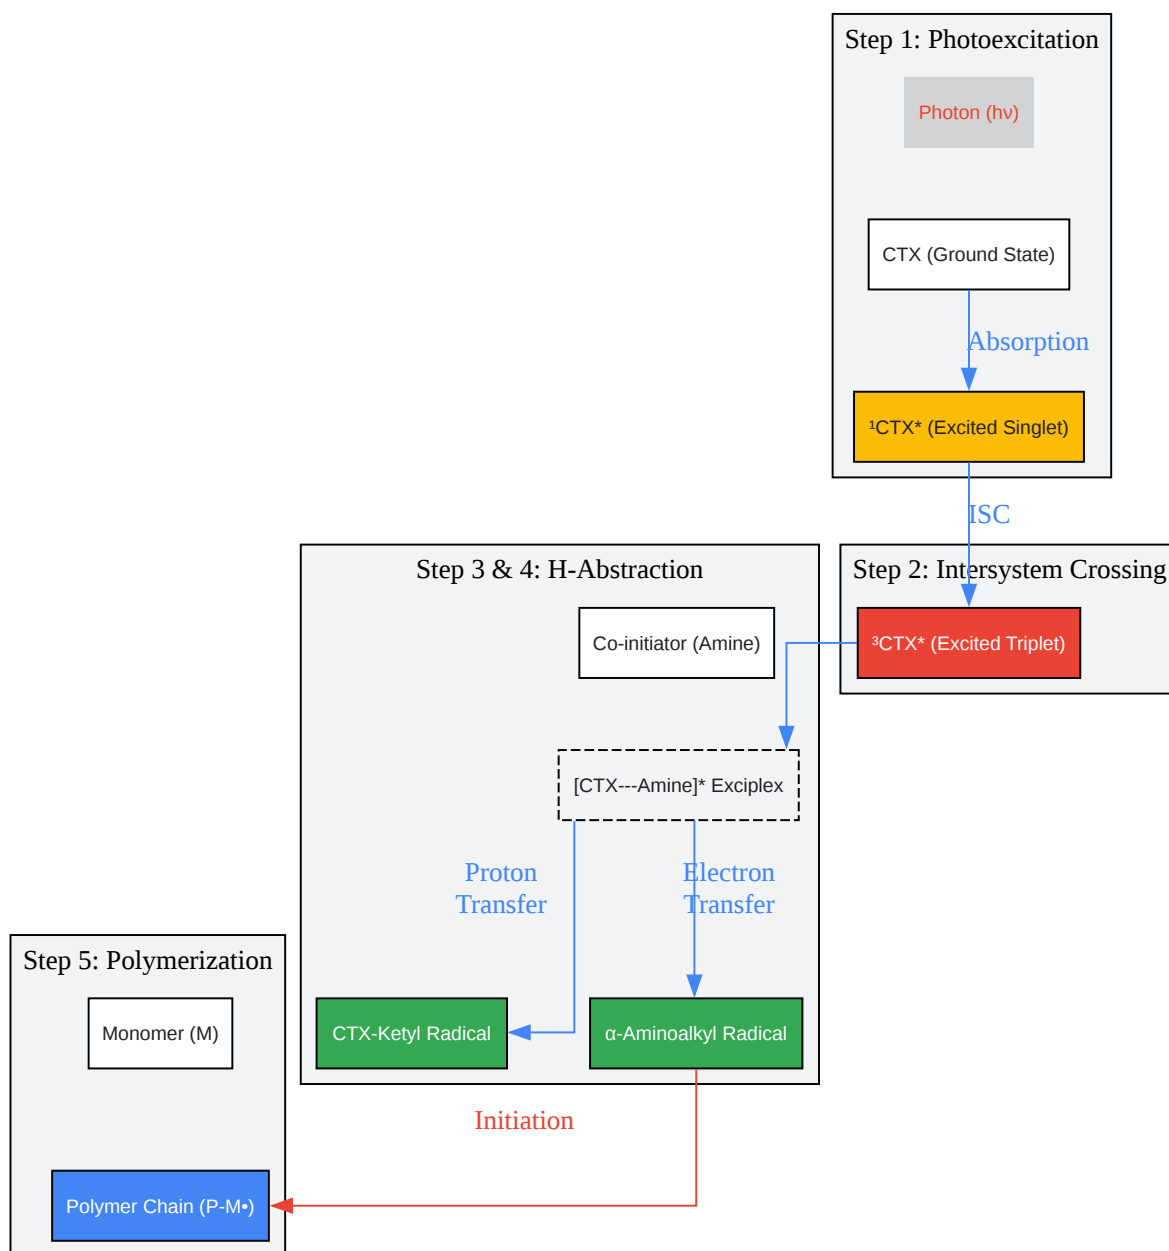 Step 1: Photoexcitation
Photon (hν)
CTX (Ground State)
Absorption
¹CTX* (Excited Singlet)
ISC
Step 2: Intersystem Crossing
³CTX* (Excited Triplet)
Step 3 & 4: H-Abstraction
Co-initiator (Amine)
[CTX---Amine]* Exciplex
Proton
Transfer
Electron
Transfer
CTX-Ketyl Radical
α-Aminoalkyl Radical
Initiation
Step 5: Polymerization
Monomer (M)
Polymer Chain (P-M•)